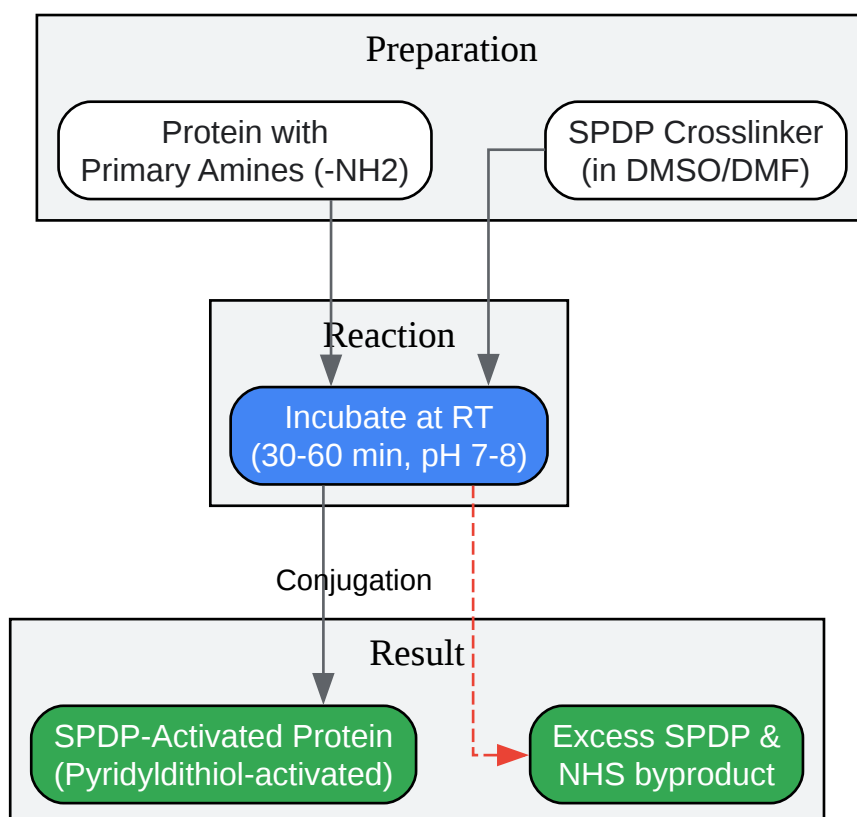 Preparation
Protein with
Primary Amines (-NH2)
SPDP Crosslinker
(in DMSO/DMF)
Reaction
Incubate at RT
(30-60 min, pH 7-8)
Conjugation
Result
SPDP-Activated Protein
(Pyridyldithiol-activated)
Excess SPDP &
NHS byproduct